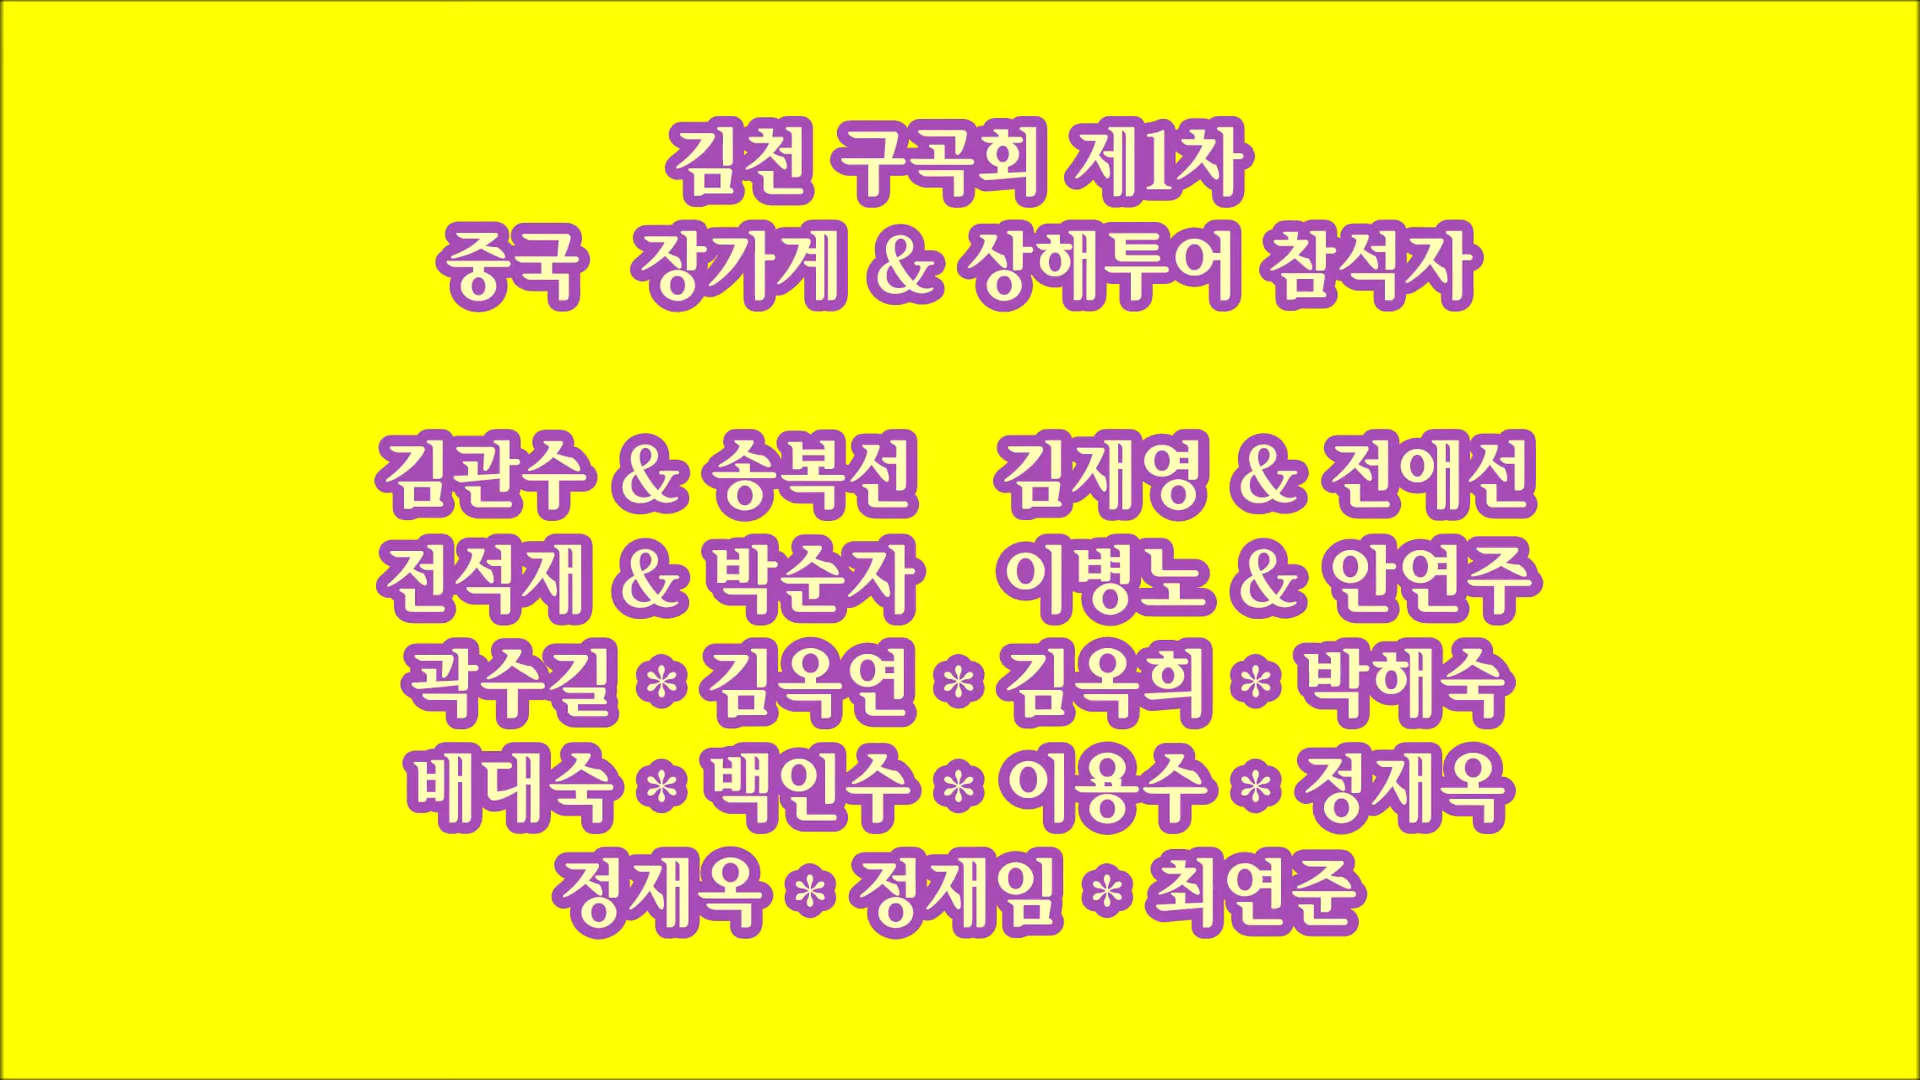 김천 구곡회 제1차
중국 장가계 & 상해투어 참석자
김관수 & 송복선 김재영 & 전애선
전석재 & 박순자 이병노 & 안연주
곽수길 * 김옥연 * 김옥희 * 박해숙
배대숙 * 백인수 * 이용수 * 정재옥
정재옥 * 정재임 * 최연준